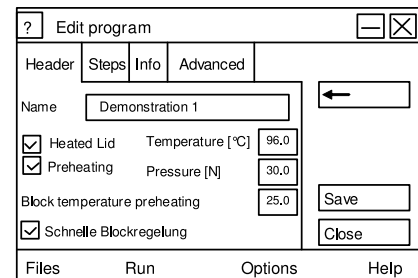 ? Edit program
Header Steps Info Advanced
Name Demonstration 1
Heated Lid Temperature [°C] 96.0
Preheating Pressure [N] 30.0
Block temperature preheating 25.0
Save
Schnelle Blockregelung
Close
Files Run Options Help